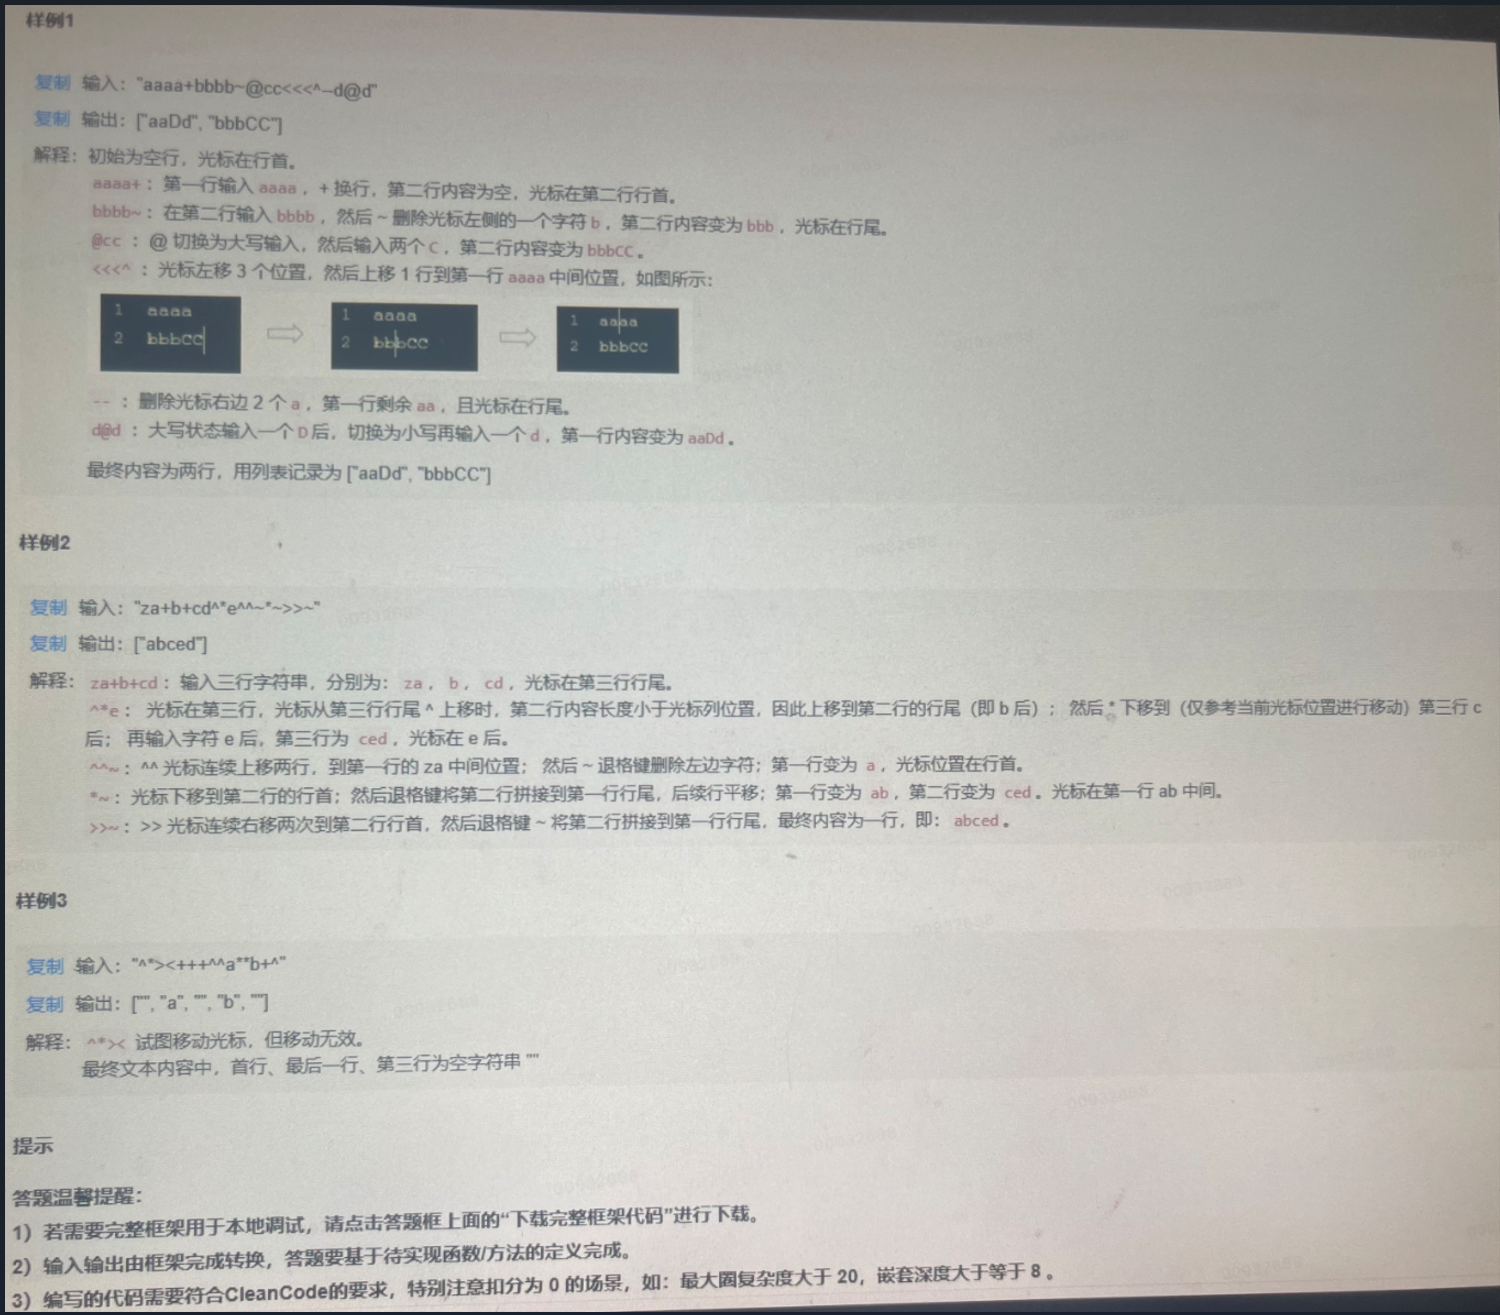 样例1
复制 输入："aaaa+bbbb~@cc<<<^--d@d"
复制 输出：["aaDd", "bbbCC"]
解释：初始为空行，光标在行首。
aaaa+：第一行输入 aaaa，+ 换行，第二行内容为空，光标在第二行行首。
bbbb~：在第二行输入 bbbb，然后 ~ 删除光标左侧的一个字符 b，第二行内容变为 bbb，光标在行尾。
@cc ：@ 切换为大写输入，然后输入两个 C，第二行内容变为 bbbCC。
<<<^ ：光标左移 3 个位置，然后上移 1 行到第一行 aaaa 中间位置，如图所示：
1 aaaa 1 aaaa 1 aaaa
2 bbbCC 2 bbbCC 2 bbbCC
-- ：删除光标右边 2 个 a，第一行剩余 aa，且光标在行尾。
d@d ：大写状态输入一个 D 后，切换为小写再输入一个 d，第一行内容变为 aaDd。
最终内容为两行，用列表记录为 ["aaDd", "bbbCC"]
样例2
复制 输入："za+b+cd^*e^^~*~>>~"
复制 输出：["abced"]
解释：za+b+cd：输入三行字符串，分别为：za，b，cd，光标在第三行行尾。
^*e： 光标在第三行，光标从第三行行尾 ^ 上移时，第二行内容长度小于光标列位置，因此上移到第二行的行尾（即 b 后）； 然后 * 下移到（仅参考当前光标位置进行移动）第三行 c
后； 再输入字符 e 后，第三行为 ced，光标在 e 后。
^^~：^^ 光标连续上移两行，到第一行的 za 中间位置； 然后 ~ 退格键删除左边字符；第一行变为 a，光标位置在行首。
*~：光标下移到第二行的行首；然后退格键将第二行拼接到第一行行尾，后续行平移；第一行变为 ab，第二行变为 ced。光标在第一行 ab 中间。
>>~：>> 光标连续右移两次到第二行行首，然后退格键 ~ 将第二行拼接到第一行行尾，最终内容为一行，即：abced。
样例3
复制 输入："^*><+++^^a**b+^"
复制 输出：["", "a", "", "b", ""]
解释：^*>< 试图移动光标，但移动无效。
最终文本内容中，首行、最后一行、第三行为空字符串 ""
提示
答题温馨提醒：
1）若需要完整框架用于本地调试，请点击答题框上面的“下载完整框架代码”进行下载。
2）输入输出由框架完成转换，答题要基于待实现函数/方法的定义完成。
3）编写的代码需要符合CleanCode的要求，特别注意扣分为 0 的场景，如：最大圈复杂度大于 20，嵌套深度大于等于 8 。